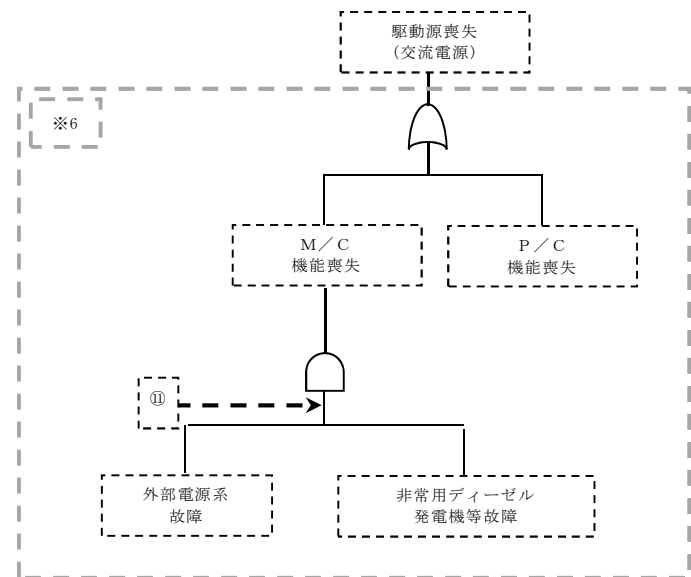 駆動源喪失
(交流電源)
※6
M／C
機能喪失
P／C
機能喪失
⑪
外部電源系
故障
非常用ディーゼル
発電機等故障